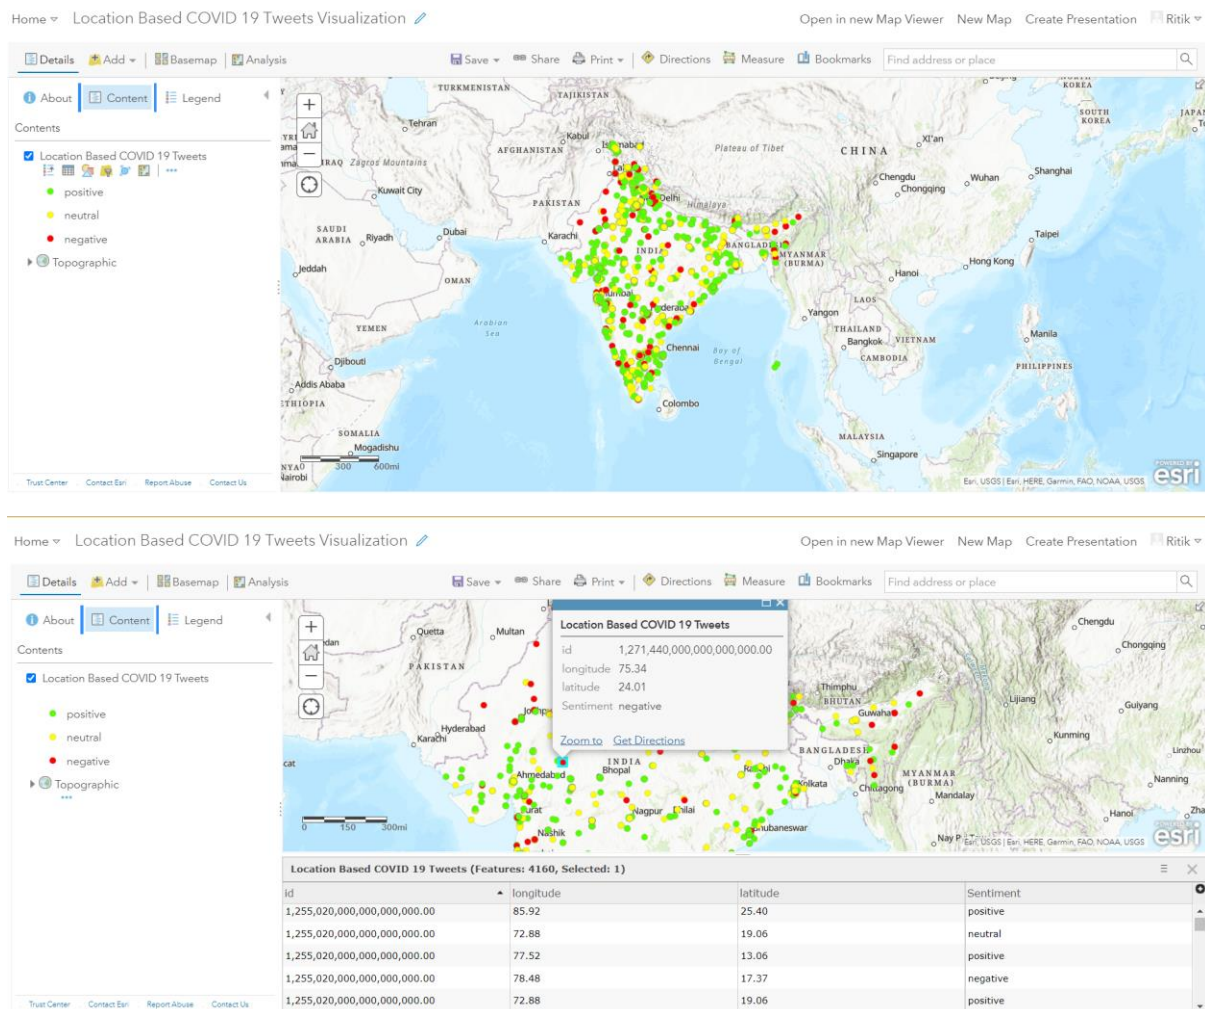 Home Location Based COVID 19 Tweets Visualization Open in new Map Viewer New Map Create Presentation Ritik
Details Add Basemap Analysis Save Share Print Directions Measure Bookmarks Find address or place
About Content Legend
Contents
Location Based COVID 19 Tweets
positive
neutral
negative
Topographic
Trust Center Contact Esri Report Abuse Contact Us
TURKMENISTAN
TAJIKISTAN
KOREA
SOUTH
KOREA
Tehran
Kabul
AFGHANISTAN
Plateau of Tibet
CHINA
Xi'an
IRAQ Zagros Mountains
Chengdu
Chongqing
Wuhan
Shanghai
Kuwait City
PAKISTAN
Delhi
Himalaya
SAUDI
ARABIA
Riyadh
Dubai
Karachi
INDIA
MYANMAR
(BURMA)
Taipei
Jeddah
OMAN
Hanoi
Hong Kong
LAOS
Yangon
YEMEN
Arabian
Sea
THAILAND
Bangkok
VIETNAM
Manila
Chennai
Bay of
Bengal
CAMBODIA
PHILIPPINES
Djibouti
Addis Ababa
Colombo
SOMALIA
Mogadishu
MALAYSIA
Singapore
0 300 600mi
Esri, USGS | Esri, HERE, Garmin, FAO, NOAA, USGS
POWERED BY
esri
Home Location Based COVID 19 Tweets Visualization Open in new Map Viewer New Map Create Presentation Ritik
Details Add Basemap Analysis Save Share Print Directions Measure Bookmarks Find address or place
About Content Legend
Contents
Location Based COVID 19 Tweets
positive
neutral
negative
Topographic
Trust Center Contact Esri Report Abuse Contact Us
Quetta
Multan
PAKISTAN
Hyderabad
Karachi
Location Based COVID 19 Tweets
id 1,271,440,000,000,000,000.00
longitude 75.34
latitude 24.01
Sentiment negative
Zoom to Get Directions
Chengdu
Chongqing
Thimphu
BHUTAN
Lijiang
Guiyang
Kunming
BANGLADESH
Dhaka
INDIA
Bhopal
Ahmedabad
Kolkata
Chittagong
MYANMAR
(BURMA)
Mandalay
Nanning
Nagpur
Hanoi
Nashik
0 150 300mi
Esri, USGS | Esri, HERE, Garmin, FAO, NOAA, USGS
POWERED BY
esri
Location Based COVID 19 Tweets (Features: 4160, Selected: 1)
id longitude latitude Sentiment
1,255,020,000,000,000,000.00 85.92 25.40 positive
1,255,020,000,000,000,000.00 72.88 19.06 neutral
1,255,020,000,000,000,000.00 77.52 13.06 positive
1,255,020,000,000,000,000.00 78.48 17.37 negative
1,255,020,000,000,000,000.00 72.88 19.06 positive